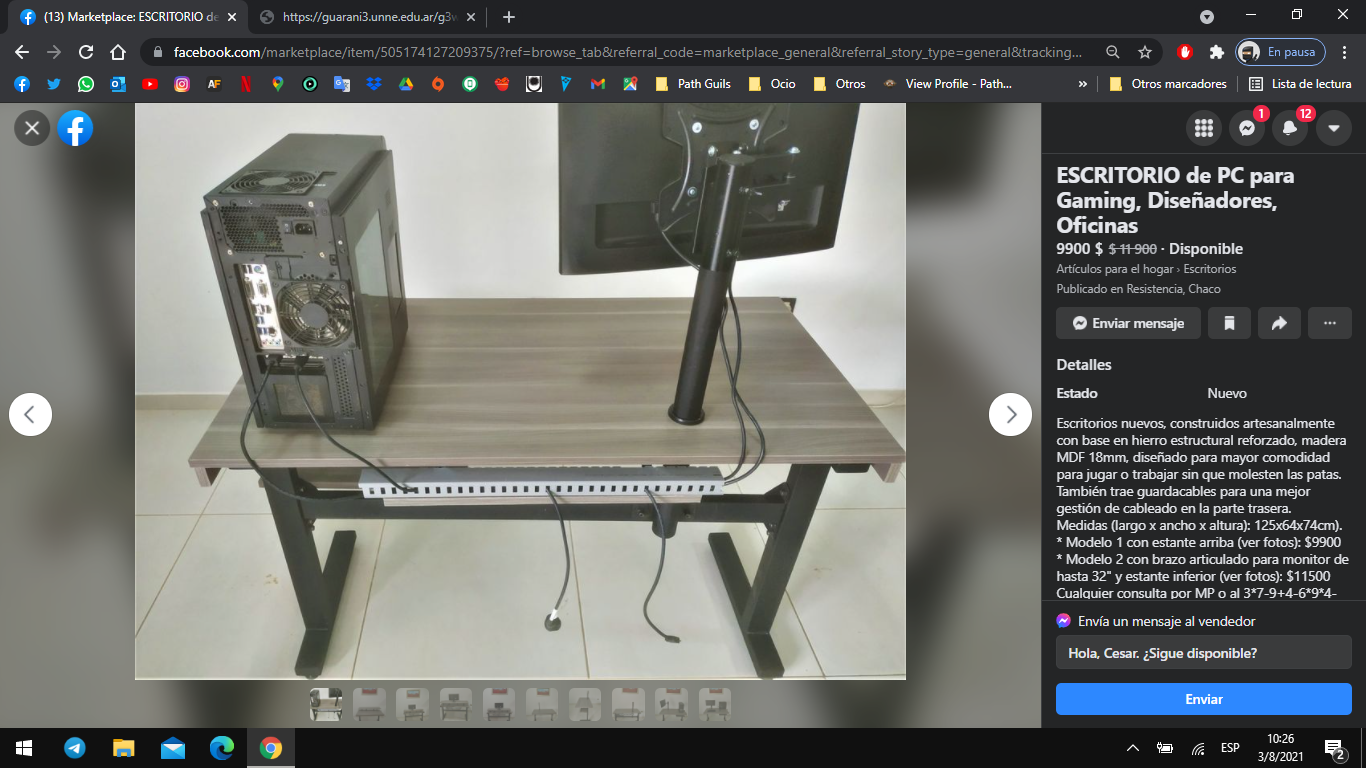 (13) Marketplace: ESCRITORIO de
https://guarani3.unne.edu.ar/g3w
facebook.com/marketplace/item/505174127209375/?ref=browse_tab&referral_code=marketplace_general&referral_story_type=general&tracking...
En pausa
AF
Path Guils
Ocio
Otros
View Profile - Path...
»
Otros marcadores
Lista de lectura
1
12
ESCRITORIO de PC para
Gaming, Diseñadores,
Oficinas
9900 $ $ 11 900 · Disponible
Artículos para el hogar › Escritorios
Publicado en Resistencia, Chaco
Enviar mensaje
Detalles
Estado Nuevo
Escritorios nuevos, construidos artesanalmente
con base en hierro estructural reforzado, madera
MDF 18mm, diseñado para mayor comodidad
para jugar o trabajar sin que molesten las patas.
También trae guardacables para una mejor
gestión de cableado en la parte trasera.
Medidas (largo x ancho x altura): 125x64x74cm).
* Modelo 1 con estante arriba (ver fotos): $9900
* Modelo 2 con brazo articulado para monitor de
hasta 32" y estante inferior (ver fotos): $11500
Cualquier consulta por MP o al 3*7-9+4-6*9*4-
Envía un mensaje al vendedor
Hola, Cesar. ¿Sigue disponible?
Enviar
ESP
10:26
3/8/2021
2